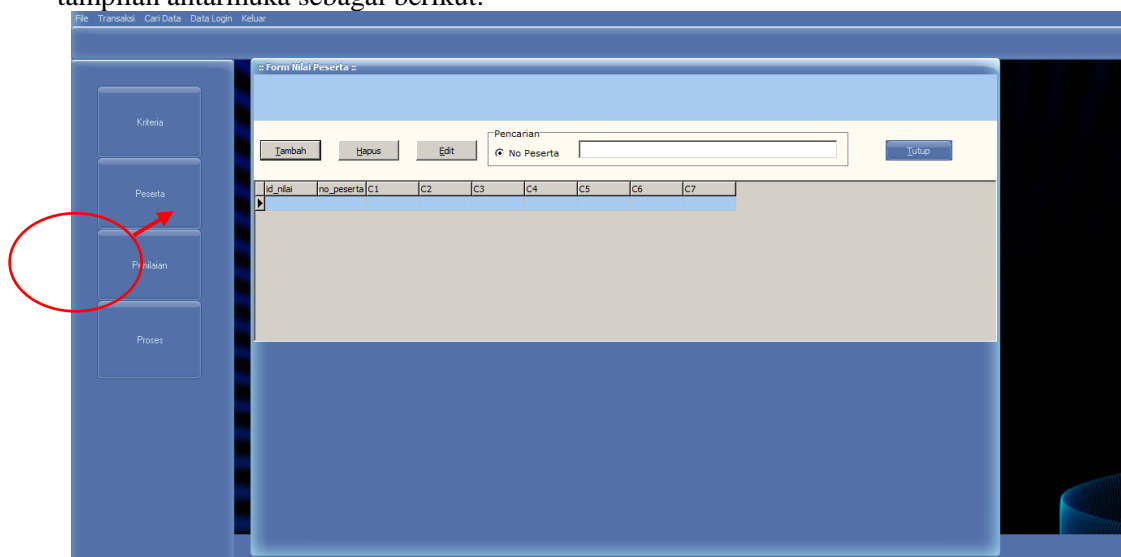 tampilan antarmuka sebagai berikut:
File Transaksi Cari Data Data Login Keluar
:: Form Nilai Peserta ::
Kriteria
Peserta
Penilaian
Proses
Tambah Hapus Edit
Pencarian
No Peserta
Tutup
id_nilai no_peserta C1 C2 C3 C4 C5 C6 C7